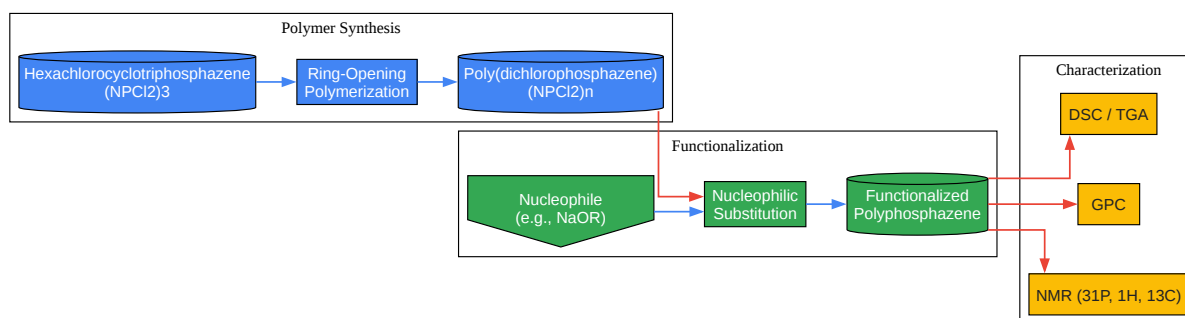 Polymer Synthesis
Hexachlorocyclotriphosphazene
(NPCl2)3
Ring-Opening
Polymerization
Poly(dichlorophosphazene)
(NPCl2)n
Functionalization
Nucleophile
(e.g., NaOR)
Nucleophilic
Substitution
Functionalized
Polyphosphazene
Characterization
DSC / TGA
GPC
NMR (31P, 1H, 13C)